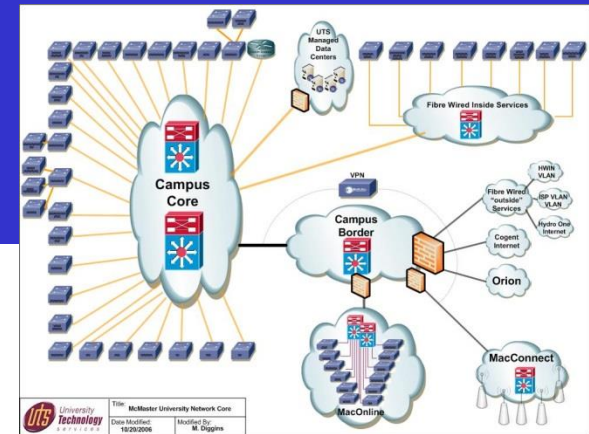 UTS
Managed
Data
Centers
Fibre Wired Inside Services
Campus
Core
VPN
Campus
Border
Fibre Wired
"outside"
Services
HWIN
VLAN
ISP VLAN
VLAN
Hydro One
Internet
Cogent
Internet
Orion
MacOnline
MacConnect
uts University
Technology
SERVICES
Title:
McMaster University Network Core
Date Modified:
10/20/2006
Modified By:
M. Diggins